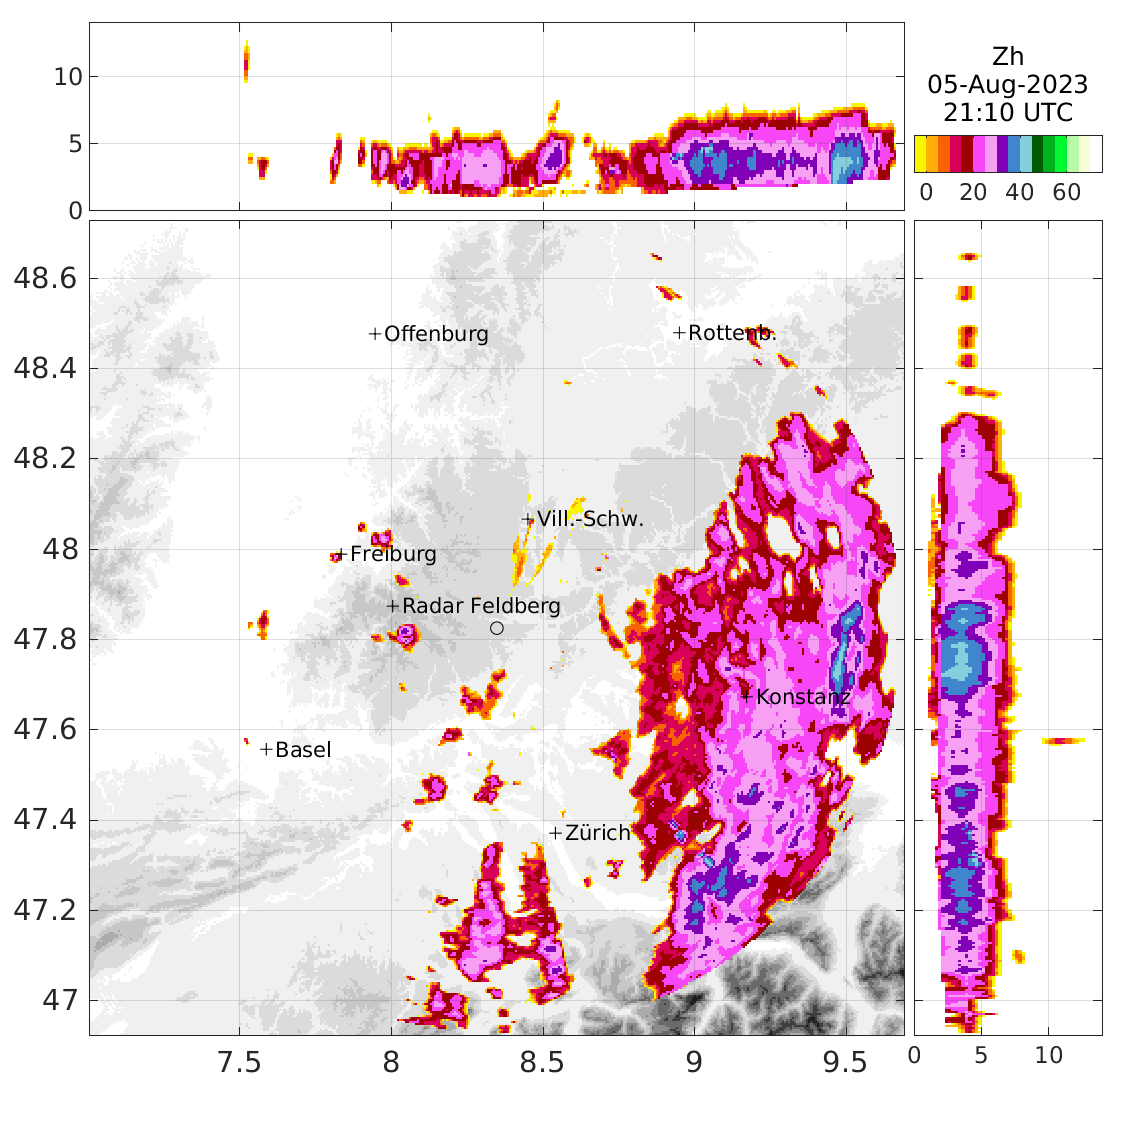 10
5
0
Zh
05-Aug-2023
21:10 UTC
0 20 40 60
48.6
48.4
48.2
48
47.8
47.6
47.4
47.2
47
+Offenburg
+Rottenb.
+Vill.-Schw.
+Freiburg
+Radar Feldberg
+Konstanz
+Basel
+Zürich
7.5 8 8.5 9 9.5
0 5 10